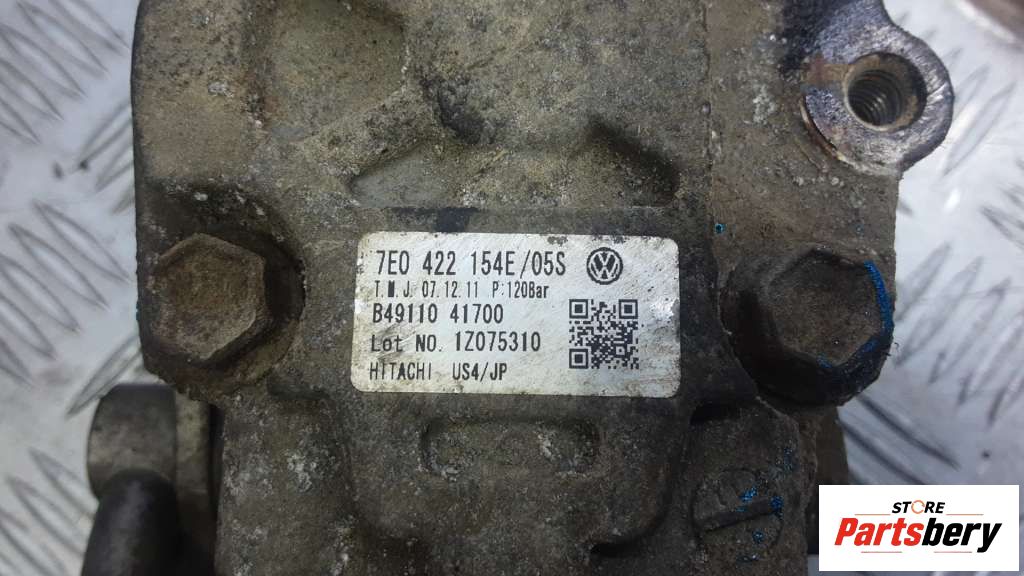 7E0 422 154E/05S
T.M.J. 07.12.11 P:120Bar
B49110 41700
Lot NO. 1Z075310
HITACHI US4/JP
STORE
Partsbery